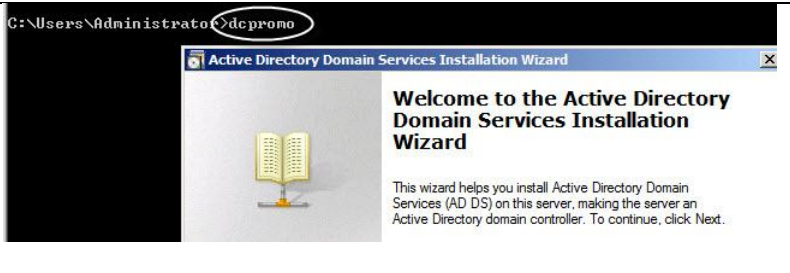 C:\Users\Administrator>dcpromo
Active Directory Domain Services Installation Wizard
Welcome to the Active Directory
Domain Services Installation
Wizard
This wizard helps you install Active Directory Domain
Services (AD DS) on this server, making the server an
Active Directory domain controller. To continue, click Next.